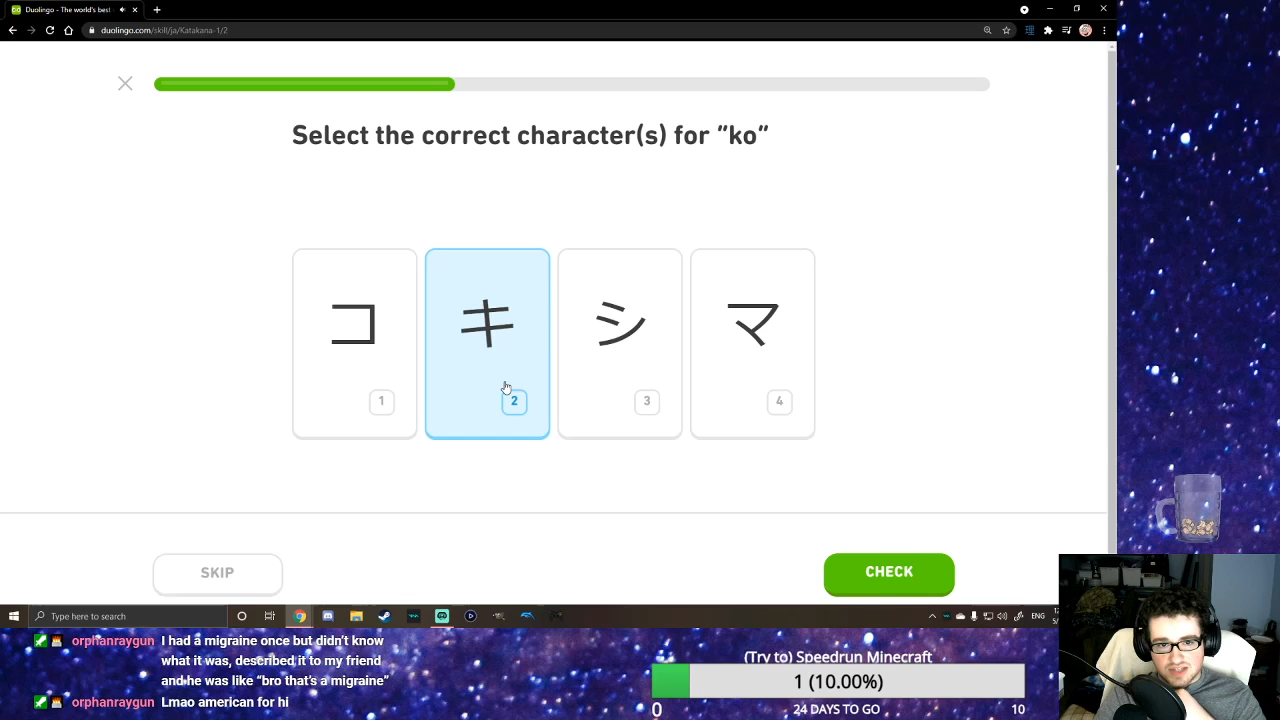 Duolingo - The world's best
duolingo.com/skill/ja/Katakana-1/2
Select the correct character(s) for "ko"
コ
キ
シ
マ
1
2
3
4
SKIP
CHECK
Type here to search
ENG
orphanraygun I had a migraine once but didn't know
what it was, described it to my friend
and he was like "bro that's a migraine"
orphanraygun Lmao american for hi
(Try to) Speedrun Minecraft
1 (10.00%)
0
24 DAYS TO GO
10